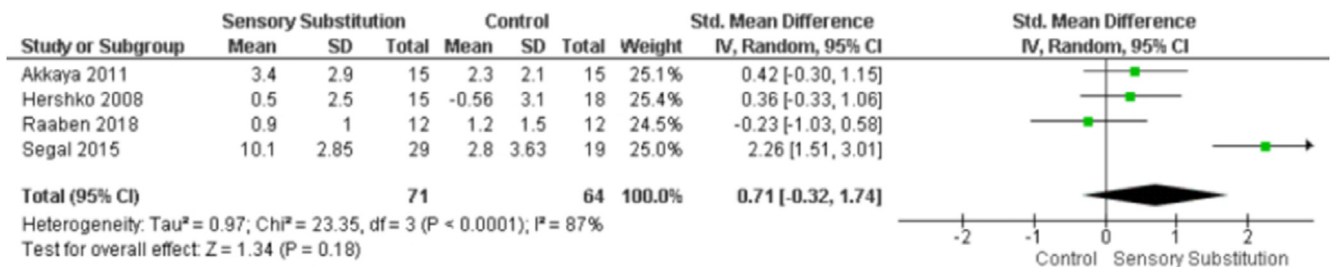 Sensory Substitution Control Std. Mean Difference Std. Mean Difference
Study or Subgroup Mean SD Total Mean SD Total Weight IV, Random, 95% CI IV, Random, 95% CI
Akkaya 2011 3.4 2.9 15 2.3 2.1 15 25.1% 0.42 [-0.30, 1.15]
Hershko 2008 0.5 2.5 15 -0.56 3.1 18 25.4% 0.36 [-0.33, 1.06]
Raaben 2018 0.9 1 12 1.2 1.5 12 24.5% -0.23 [-1.03, 0.58]
Segal 2015 10.1 2.85 29 2.8 3.63 19 25.0% 2.26 [1.51, 3.01]
Total (95% CI) 71 64 100.0% 0.71 [-0.32, 1.74]
Heterogeneity: Tau² = 0.97; Chi² = 23.35, df = 3 (P < 0.0001); I² = 87%
Test for overall effect: Z = 1.34 (P = 0.18)
-2 -1 0 1 2
Control Sensory Substitution